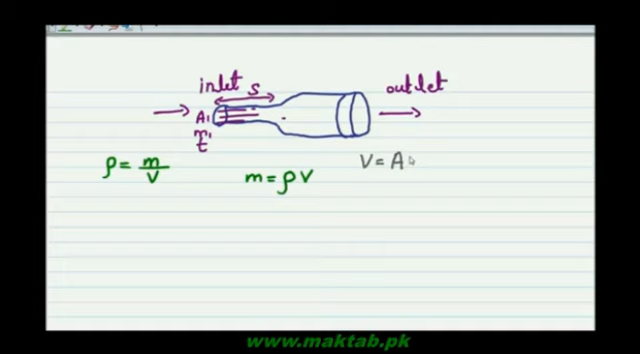 inlet
s
outlet
A₁
t
ρ = m/V
m = ρV
V = A
www.maktab.pk